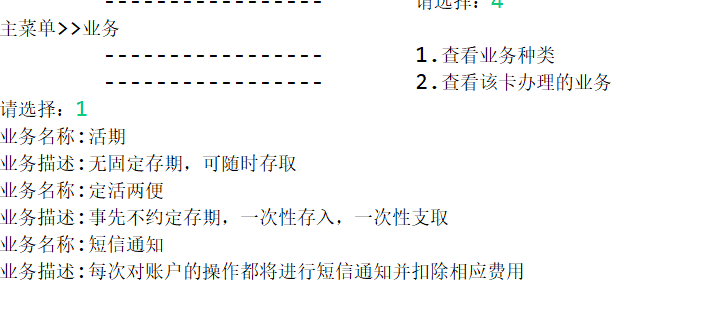 ----------------- 请选择: 4
主菜单>>业务
----------------- 1.查看业务种类
----------------- 2.查看该卡办理的业务
请选择: 1
业务名称:活期
业务描述:无固定存期，可随时存取
业务名称:定活两便
业务描述:事先不约定存期，一次性存入，一次性支取
业务名称:短信通知
业务描述:每次对账户的操作都将进行短信通知并扣除相应费用